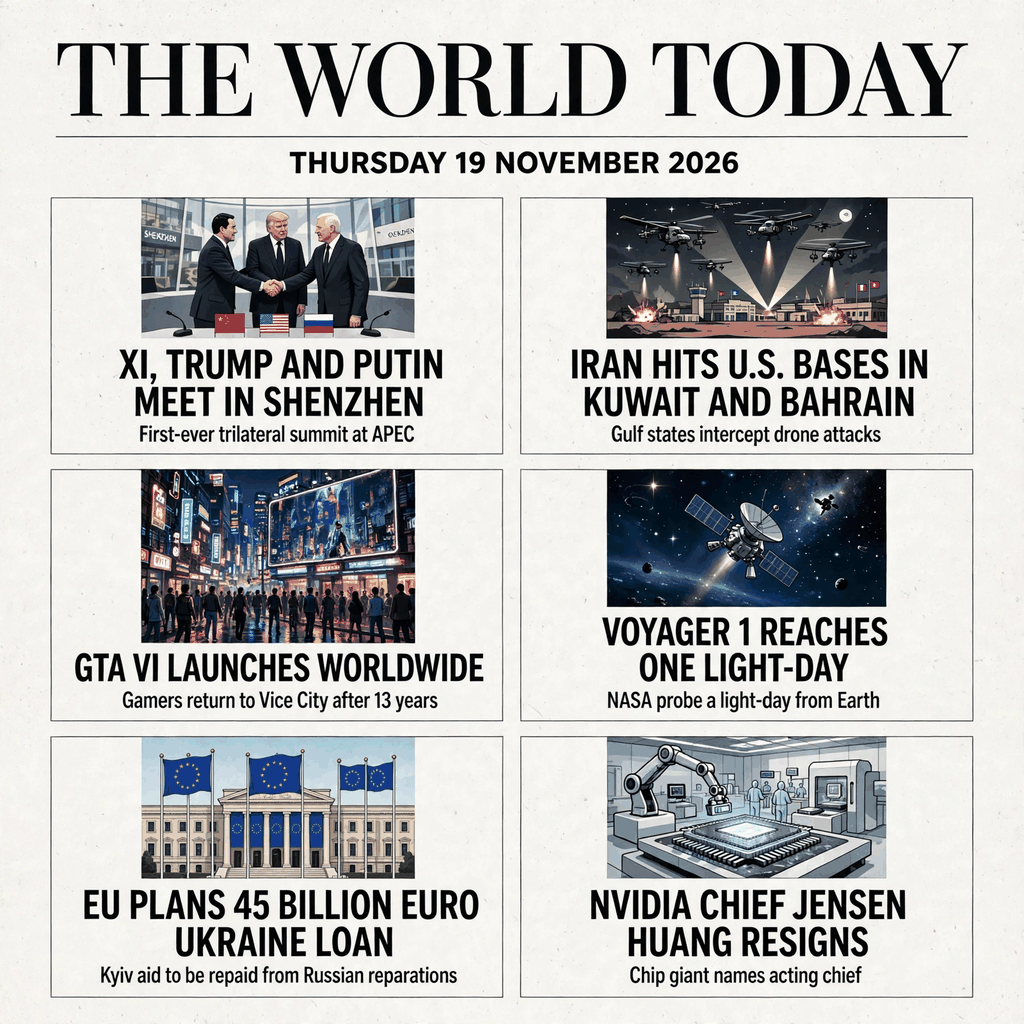 THE WORLD TODAY
THURSDAY 19 NOVEMBER 2026
SHENZHEN
XI, TRUMP AND PUTIN
MEET IN SHENZHEN
First-ever trilateral summit at APEC
IRAN HITS U.S. BASES IN
KUWAIT AND BAHRAIN
Gulf states intercept drone attacks
GTA VI LAUNCHES WORLDWIDE
Gamers return to Vice City after 13 years
VOYAGER 1 REACHES
ONE LIGHT-DAY
NASA probe a light-day from Earth
EU PLANS 45 BILLION EURO
UKRAINE LOAN
Kyiv aid to be repaid from Russian reparations
NVIDIA CHIEF JENSEN
HUANG RESIGNS
Chip giant names acting chief